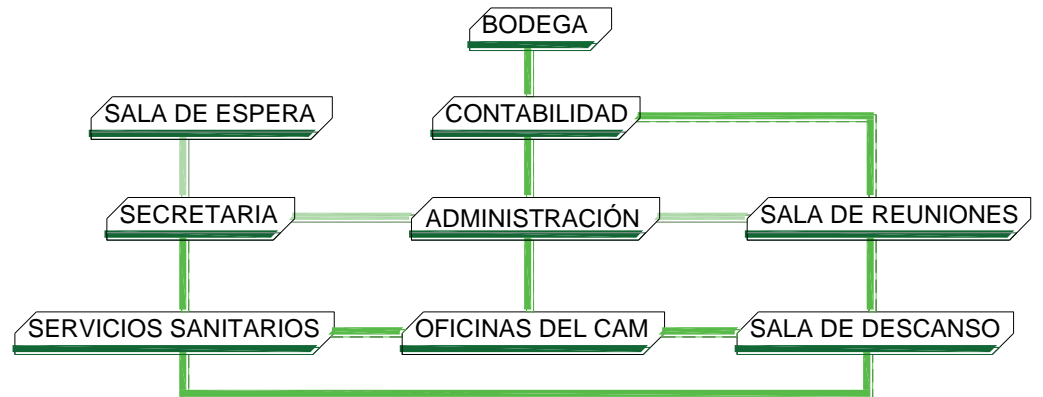 BODEGA
SALA DE ESPERA
CONTABILIDAD
SECRETARIA
ADMINISTRACIÓN
SALA DE REUNIONES
SERVICIOS SANITARIOS
OFICINAS DEL CAM
SALA DE DESCANSO